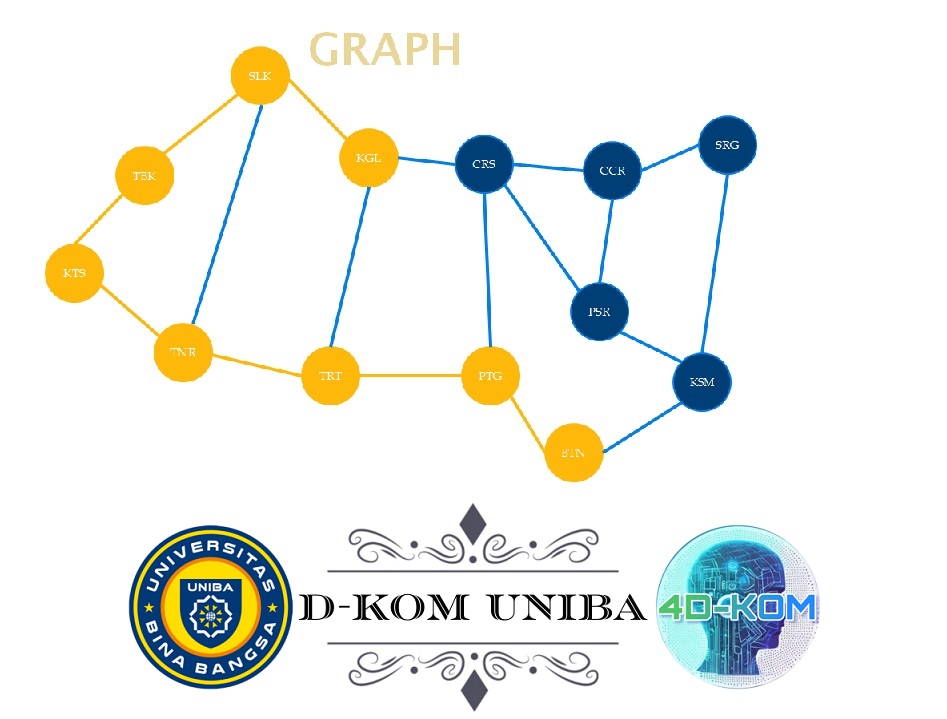 GRAPH
SLK
KGL
CRS
CCR
SRG
TBK
KTS
PSR
TNR
TRT
PTG
KSM
BTN
UNIVERSITAS
UNIBA
BINA BANGSA
D-KOM UNIBA
4D-KOM